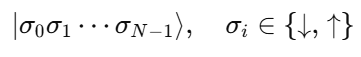 |σ₀σ₁ ⋯ σ_{N−1}⟩, σᵢ ∈ {↓, ↑}